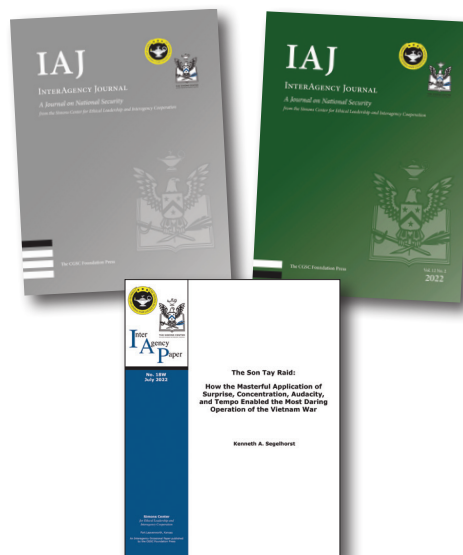 IAJ
INTERAGENCY JOURNAL
A Journal on National Security
from the Simons Center for Ethical Leadership and Interagency Cooperation
The CGSC Foundation Press
IAJ
INTERAGENCY JOURNAL
A Journal on National Security
from the Simons Center for Ethical Leadership and Interagency Cooperation
The CGSC Foundation Press
2022
Inter
Agency
Paper
No. 18W
July 2022
The Son Tay Raid:
How the Masterful Application of
Surprise, Concentration, Audacity,
and Tempo Enabled the Most Daring
Operation of the Vietnam War
Kenneth A. Segelhorst
Simons Center
for Ethical Leadership and
Interagency Cooperation